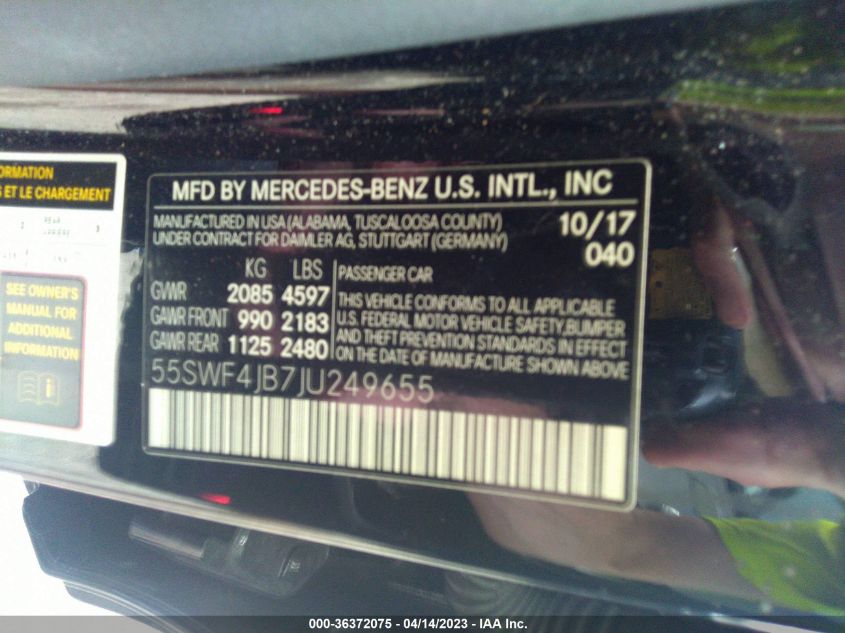 ORMATION
S ET LE CHARGEMENT
SEE OWNER'S
MANUAL FOR
ADDITIONAL
INFORMATION
MFD BY MERCEDES-BENZ U.S. INTL., INC
MANUFACTURED IN USA (ALABAMA, TUSCALOOSA COUNTY) 10/17
UNDER CONTRACT FOR DAIMLER AG, STUTTGART (GERMANY) 040
KG LBS
GVWR 2085 4597
GAWR FRONT 990 2183
GAWR REAR 1125 2480
PASSENGER CAR
THIS VEHICLE CONFORMS TO ALL APPLICABLE
U.S. FEDERAL MOTOR VEHICLE SAFETY,BUMPER
AND THEFT PREVENTION STANDARDS IN EFFECT
ON THE DATE OF MANUFACTURE SHOWN ABOVE
55SWF4JB7JU249655
000-36372075 - 04/14/2023 - IAA Inc.